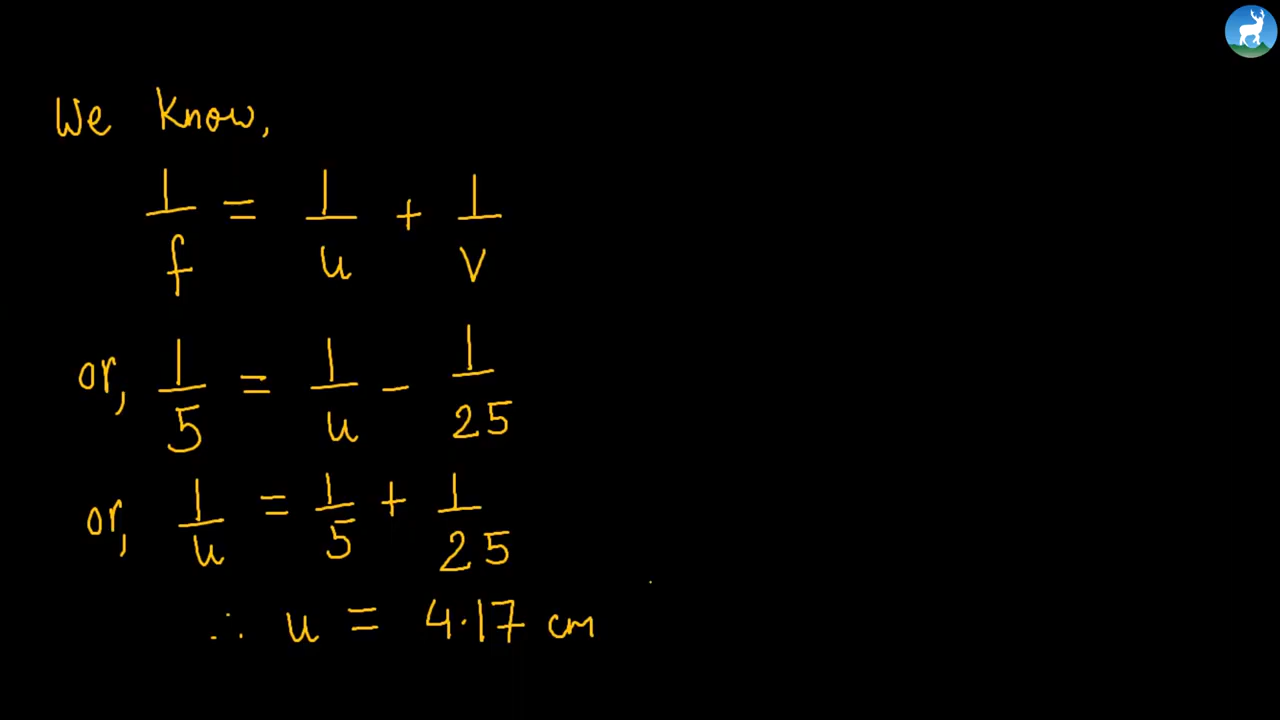 We Know,
1/f = 1/u + 1/v
or, 1/5 = 1/u - 1/25
or, 1/u = 1/5 + 1/25
∴ u = 4.17 cm